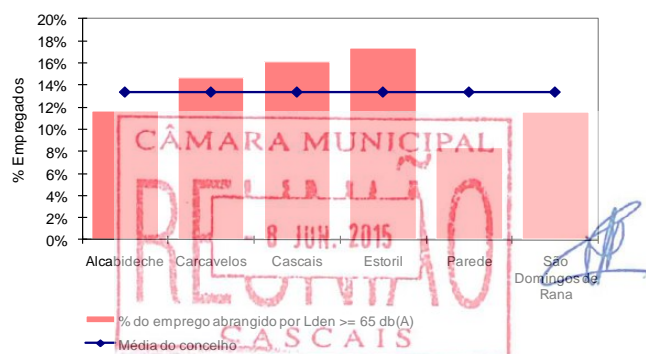 20%
18%
16%
14%
12%
10%
8%
6%
4%
2%
0%
% Empregados
CÂMARA MUNICIPAL
REUNIÃO
8 JUN. 2015
Alcabideche Carcavelos Cascais Estoril Parede São Domingos de Rana
% do emprego abrangido por Lden >= 65 db(A)
CASCAIS
Média do concelho